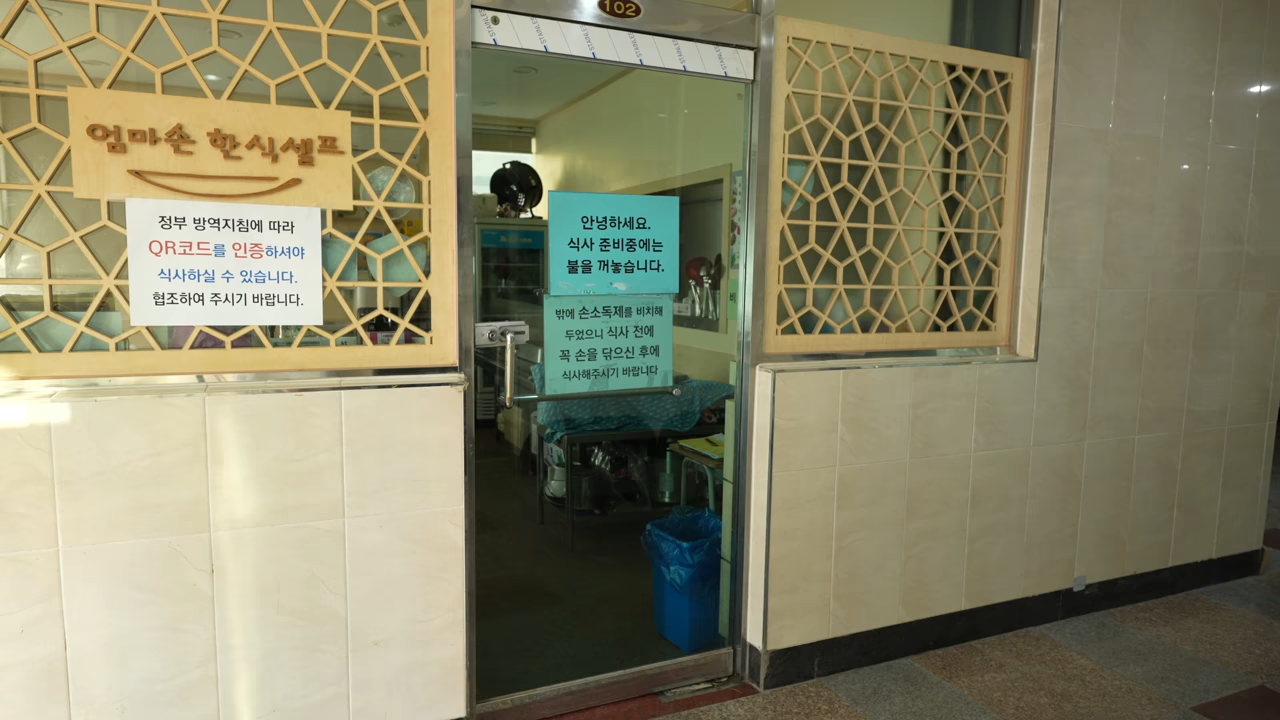 102
엄마손 한식셀프
정부 방역지침에 따라
QR코드를 인증하셔야
식사하실 수 있습니다.
협조하여 주시기 바랍니다.
안녕하세요.
식사 준비중에는
불을 꺼놓습니다.
밖에 손소독제를 비치해
두었으니 식사 전에
꼭 손을 닦으신 후에
식사해주시기 바랍니다